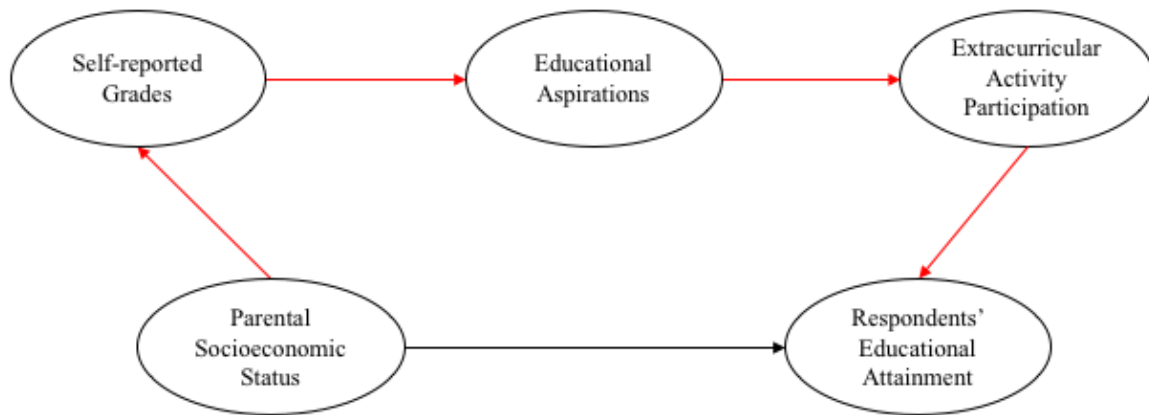 Self-reported
Grades
Educational
Aspirations
Extracurricular
Activity
Participation
Parental
Socioeconomic
Status
Respondents’
Educational
Attainment